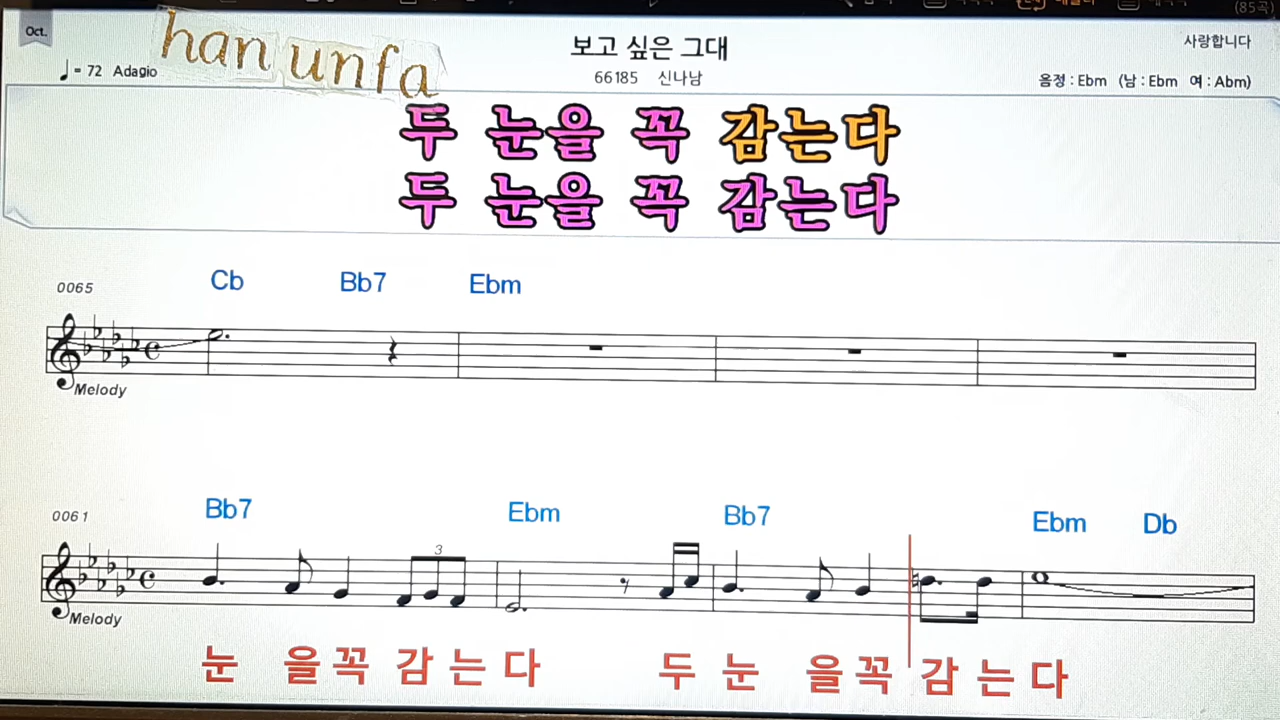 Oct.
han unfa
보고 싶은 그대
사랑합니다
♩= 72 Adagio
66185 신나남
음정 : Ebm (남 : Ebm 여 : Abm)
(85곡)
두 눈을 꼭 감는다
두 눈을 꼭 감는다
0065
Cb Bb7 Ebm
Melody
0061
Bb7 Ebm Bb7 Ebm Db
3
Melody
눈 을꼭 감 는 다 두 눈 을꼭 감 는 다